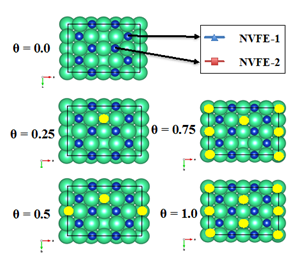 θ = 0.0
NVFE-1
NVFE-2
θ = 0.25
θ = 0.75
θ = 0.5
θ = 1.0